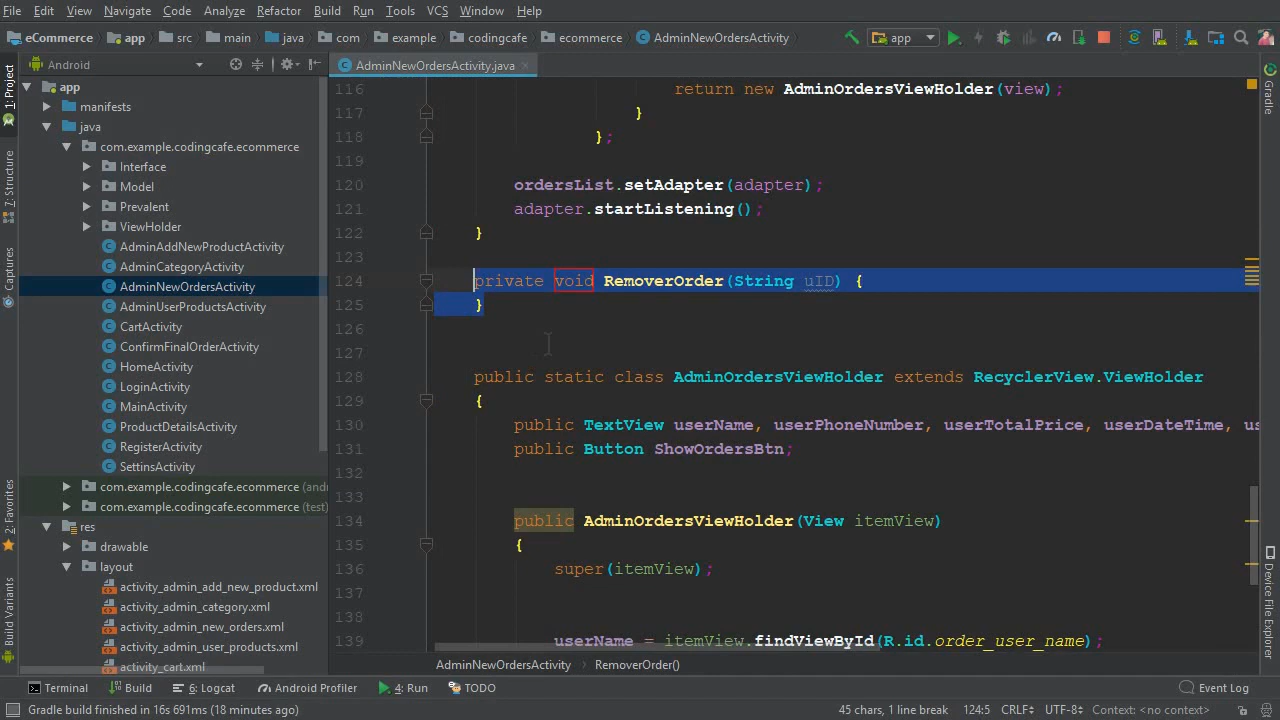 File Edit View Navigate Code Analyze Refactor Build Run Tools VCS Window Help
eCommerce app src main java com example codingcafe ecommerce AdminNewOrdersActivity app
1: Project
7: Structure
Captures
2: Favorites
Build Variants
Android
app
manifests
java
com.example.codingcafe.ecommerce
Interface
Model
Prevalent
ViewHolder
AdminAddNewProductActivity
AdminCategoryActivity
AdminNewOrdersActivity
AdminUserProductsActivity
CartActivity
ConfirmFinalOrderActivity
HomeActivity
LoginActivity
MainActivity
ProductDetailsActivity
RegisterActivity
SettinsActivity
com.example.codingcafe.ecommerce (and
com.example.codingcafe.ecommerce (test)
res
drawable
layout
activity_admin_add_new_product.xml
activity_admin_category.xml
activity_admin_new_orders.xml
activity_admin_user_products.xml
activity_cart.xml
AdminNewOrdersActivity.java
116 return new AdminOrdersViewHolder(view);
117 }
118 };
119
120 ordersList.setAdapter(adapter);
121 adapter.startListening();
122 }
123
124 private void RemoverOrder(String uID) {
125 }
126
127
128 public static class AdminOrdersViewHolder extends RecyclerView.ViewHolder
129 {
130 public TextView userName, userPhoneNumber, userTotalPrice, userDateTime, us
131 public Button ShowOrdersBtn;
132
133
134 public AdminOrdersViewHolder(View itemView)
135 {
136 super(itemView);
137
138
139 userName = itemView.findViewById(R.id.order_user_name);
AdminNewOrdersActivity RemoverOrder()
Gradle
Device File Explorer
Terminal Build 6: Logcat Android Profiler 4: Run TODO Event Log
Gradle build finished in 16s 691ms (18 minutes ago) 45 chars, 1 line break 124:5 CRLF UTF-8 Context: <no context>